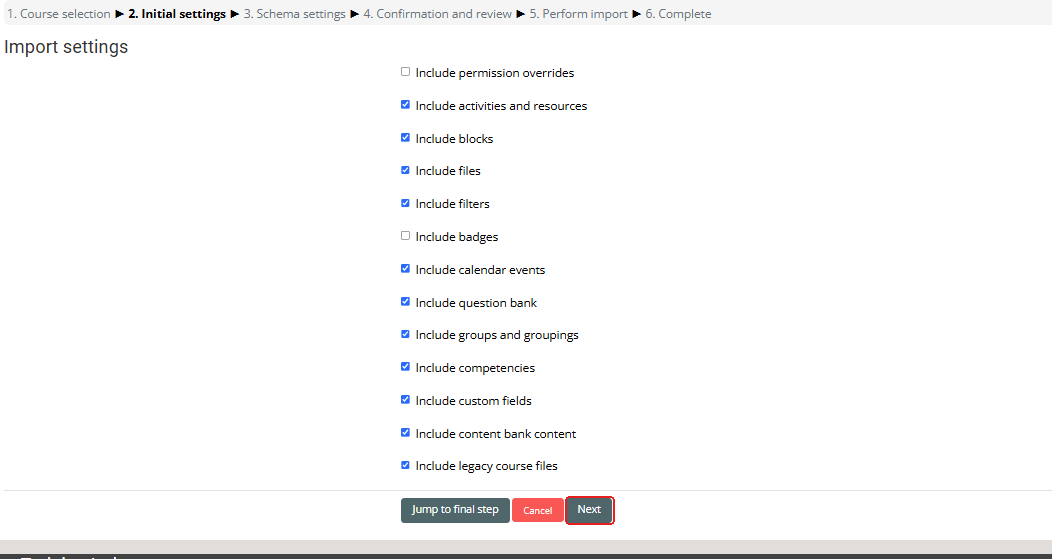 1. Course selection ► 2. Initial settings ► 3. Schema settings ► 4. Confirmation and review ► 5. Perform import ► 6. Complete
Import settings
Include permission overrides
Include activities and resources
Include blocks
Include files
Include filters
Include badges
Include calendar events
Include question bank
Include groups and groupings
Include competencies
Include custom fields
Include content bank content
Include legacy course files
Jump to final step Cancel Next